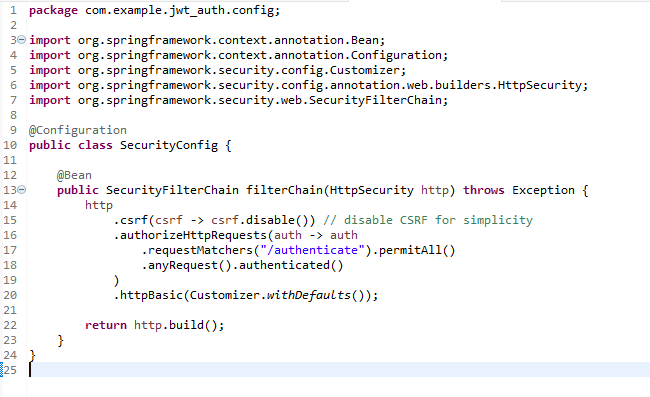 1 package com.example.jwt_auth.config;
2
3 import org.springframework.context.annotation.Bean;
4 import org.springframework.context.annotation.Configuration;
5 import org.springframework.security.config.Customizer;
6 import org.springframework.security.config.annotation.web.builders.HttpSecurity;
7 import org.springframework.security.web.SecurityFilterChain;
8
9 @Configuration
10 public class SecurityConfig {
11
12     @Bean
13     public SecurityFilterChain filterChain(HttpSecurity http) throws Exception {
14         http
15             .csrf(csrf -> csrf.disable()) // disable CSRF for simplicity
16             .authorizeHttpRequests(auth -> auth
17                 .requestMatchers("/authenticate").permitAll()
18                 .anyRequest().authenticated()
19             )
20             .httpBasic(Customizer.withDefaults());
21
22         return http.build();
23     }
24 }
25